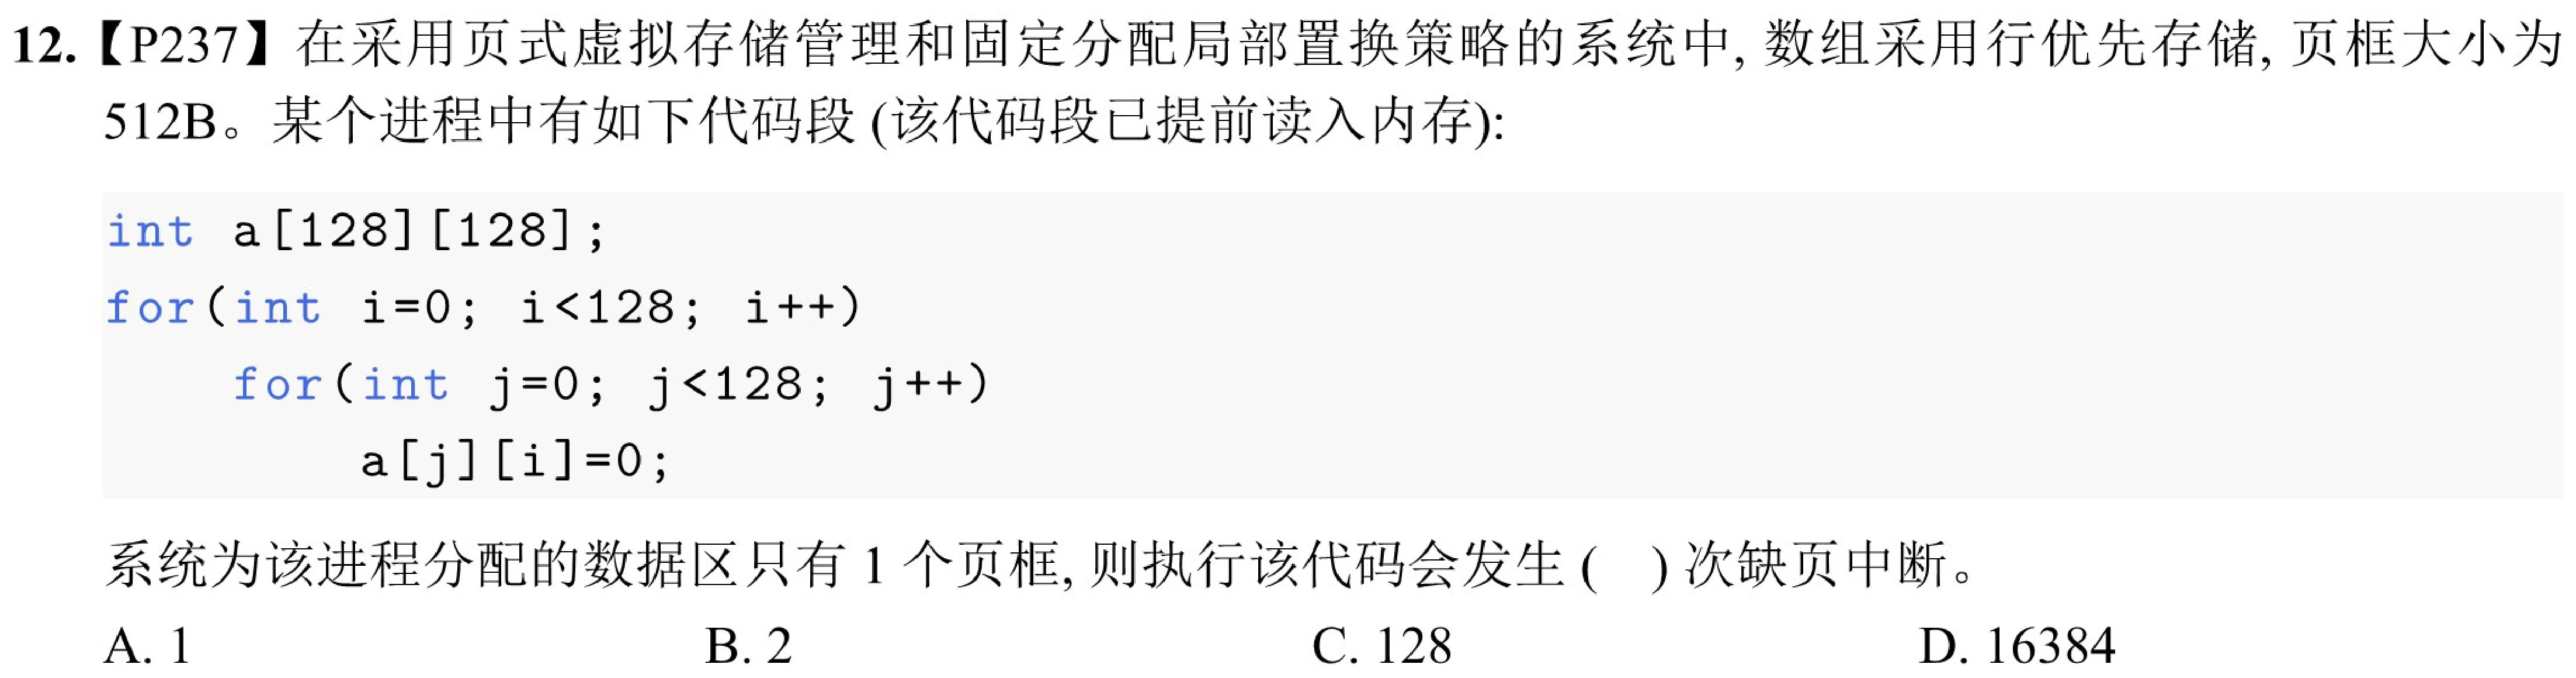 12.【P237】在采用页式虚拟存储管理和固定分配局部置换策略的系统中, 数组采用行优先存储, 页框大小为
512B。某个进程中有如下代码段 (该代码段已提前读入内存):
int a[128][128];
for(int i=0; i<128; i++)
    for(int j=0; j<128; j++)
        a[j][i]=0;
系统为该进程分配的数据区只有 1 个页框, 则执行该代码会发生 (  ) 次缺页中断。
A. 1 B. 2 C. 128 D. 16384